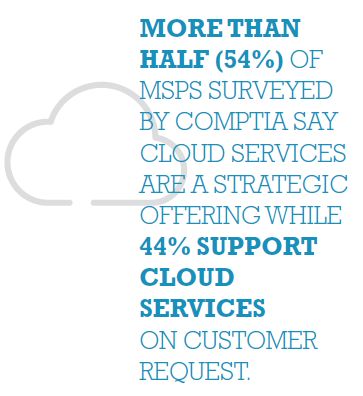 MORE THAN
HALF (54%) OF
MSPS SURVEYED
BY COMPTIA SAY
CLOUD SERVICES
ARE A STRATEGIC
OFFERING WHILE
44% SUPPORT
CLOUD
SERVICES
ON CUSTOMER
REQUEST.